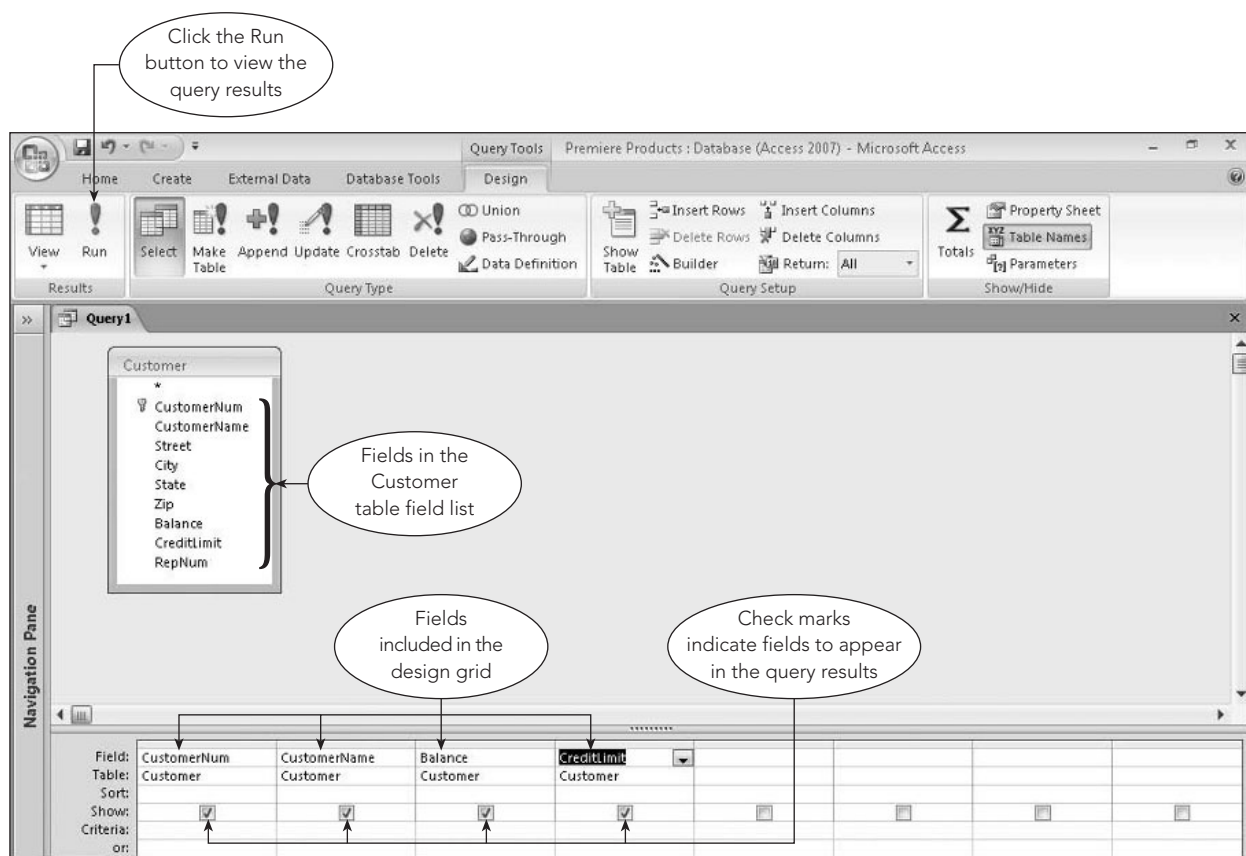 Click the Run
button to view the
query results
Query Tools
Premiere Products : Database (Access 2007) - Microsoft Access
Home
Create
External Data
Database Tools
Design
View
Run
Results
Select
Make
Table
Append
Update
Crosstab
Delete
Union
Pass-Through
Data Definition
Query Type
Show
Table
Insert Rows
Delete Rows
Builder
Insert Columns
Delete Columns
Return: All
Query Setup
Totals
Property Sheet
Table Names
Parameters
Show/Hide
Query1
Navigation Pane
Customer
*
CustomerNum
CustomerName
Street
City
State
Zip
Balance
CreditLimit
RepNum
Fields in the
Customer
table field list
Fields
included in the
design grid
Check marks
indicate fields to appear
in the query results
Field: CustomerNum CustomerName Balance CreditLimit
Table: Customer Customer Customer Customer
Sort:
Show:
Criteria:
or: